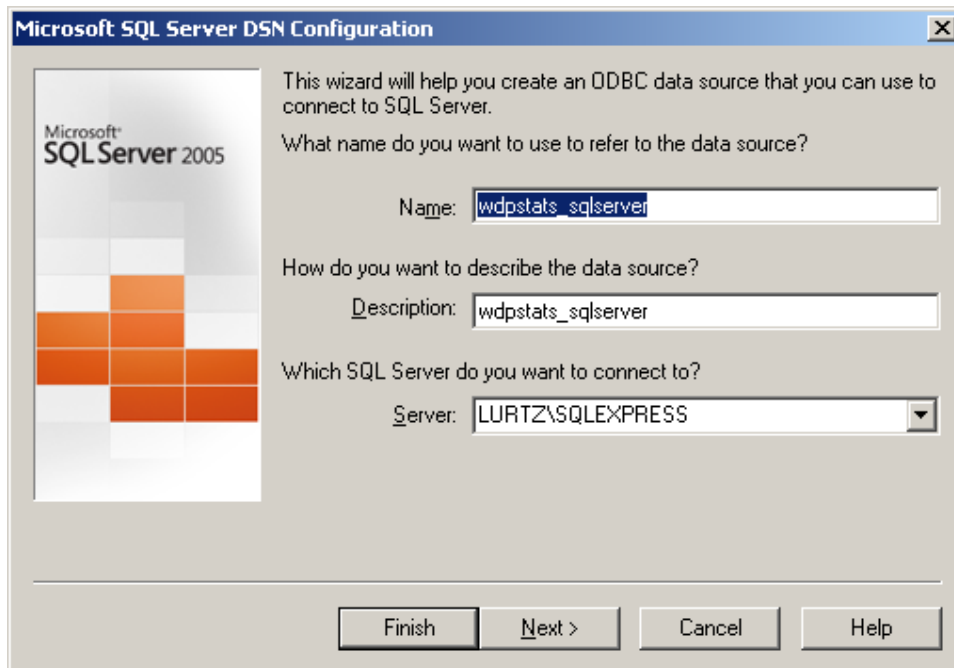 Microsoft SQL Server DSN Configuration
Microsoft®
SQL Server 2005
This wizard will help you create an ODBC data source that you can use to
connect to SQL Server.
What name do you want to use to refer to the data source?
Name: wdpstats_sqlserver
How do you want to describe the data source?
Description: wdpstats_sqlserver
Which SQL Server do you want to connect to?
Server: LURTZ\SQLEXPRESS
Finish Next > Cancel Help